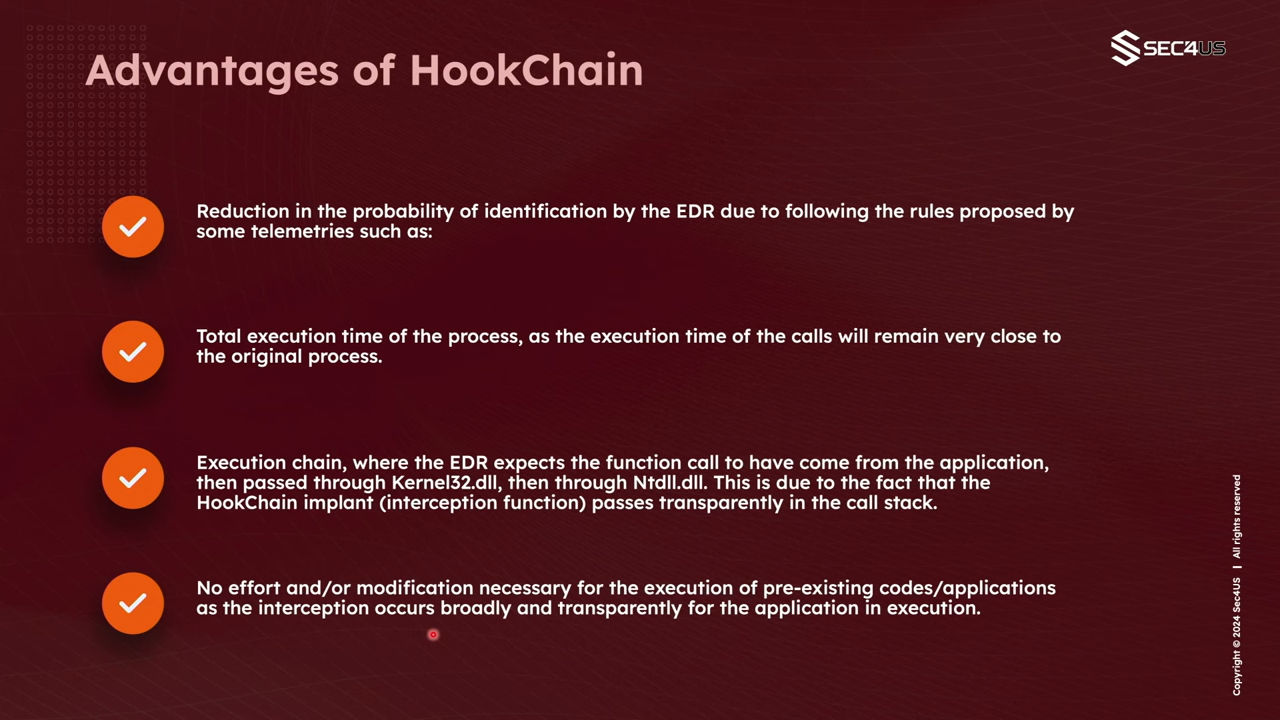 Advantages of HookChain
SEC4US
Reduction in the probability of identification by the EDR due to following the rules proposed by
some telemetries such as:
Total execution time of the process, as the execution time of the calls will remain very close to
the original process.
Execution chain, where the EDR expects the function call to have come from the application,
then passed through Kernel32.dll, then through Ntdll.dll. This is due to the fact that the
HookChain implant (interception function) passes transparently in the call stack.
No effort and/or modification necessary for the execution of pre-existing codes/applications
as the interception occurs broadly and transparently for the application in execution.
Copyright © 2024 Sec4US | All rights reserved